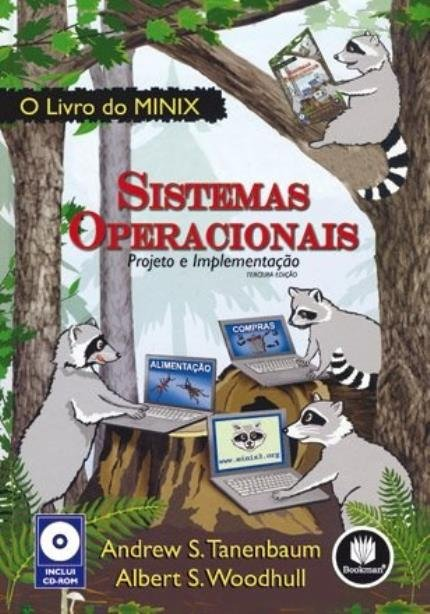 O Livro do MINIX
SISTEMAS
OPERACIONAIS
Projeto e Implementação
TERCEIRA EDIÇÃO
COMPRAS
ALIMENTAÇÃO
www.minix3.org
INCLUI
CD-ROM
Andrew S. Tanenbaum
Albert S. Woodhull
Bookman®